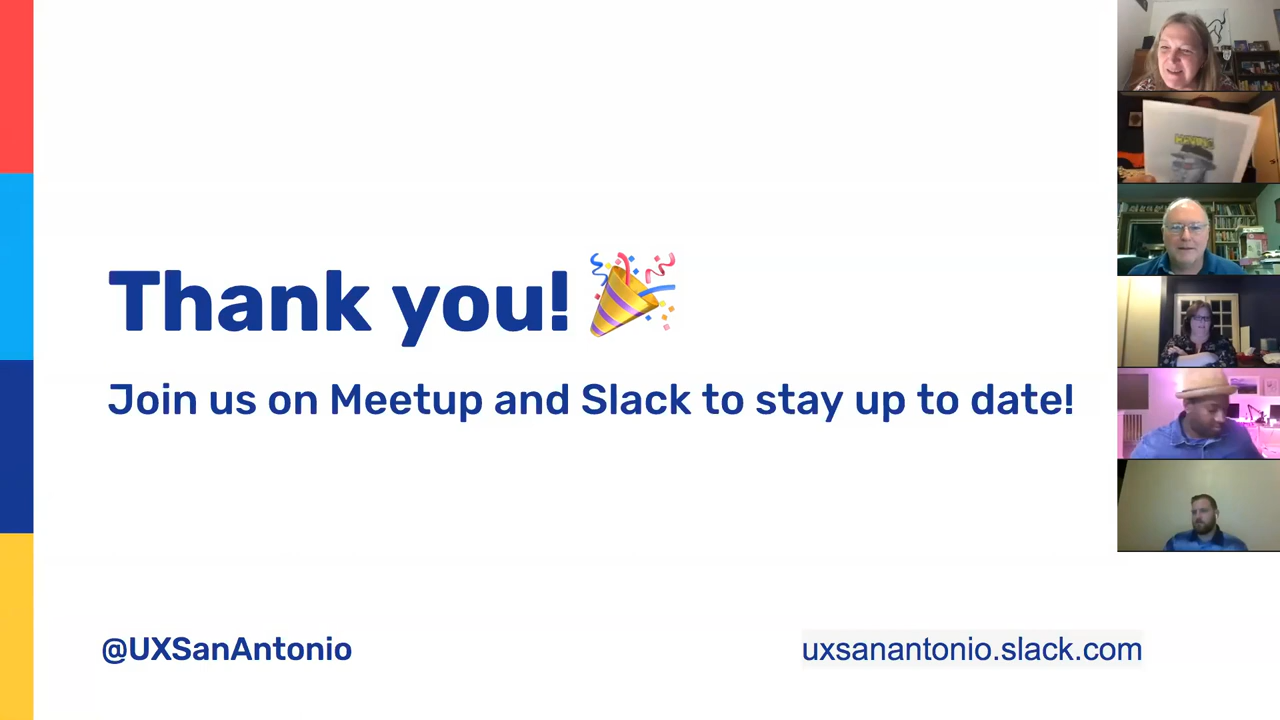 Thank you!
Join us on Meetup and Slack to stay up to date!
@UXSanAntonio
uxsanantonio.slack.com